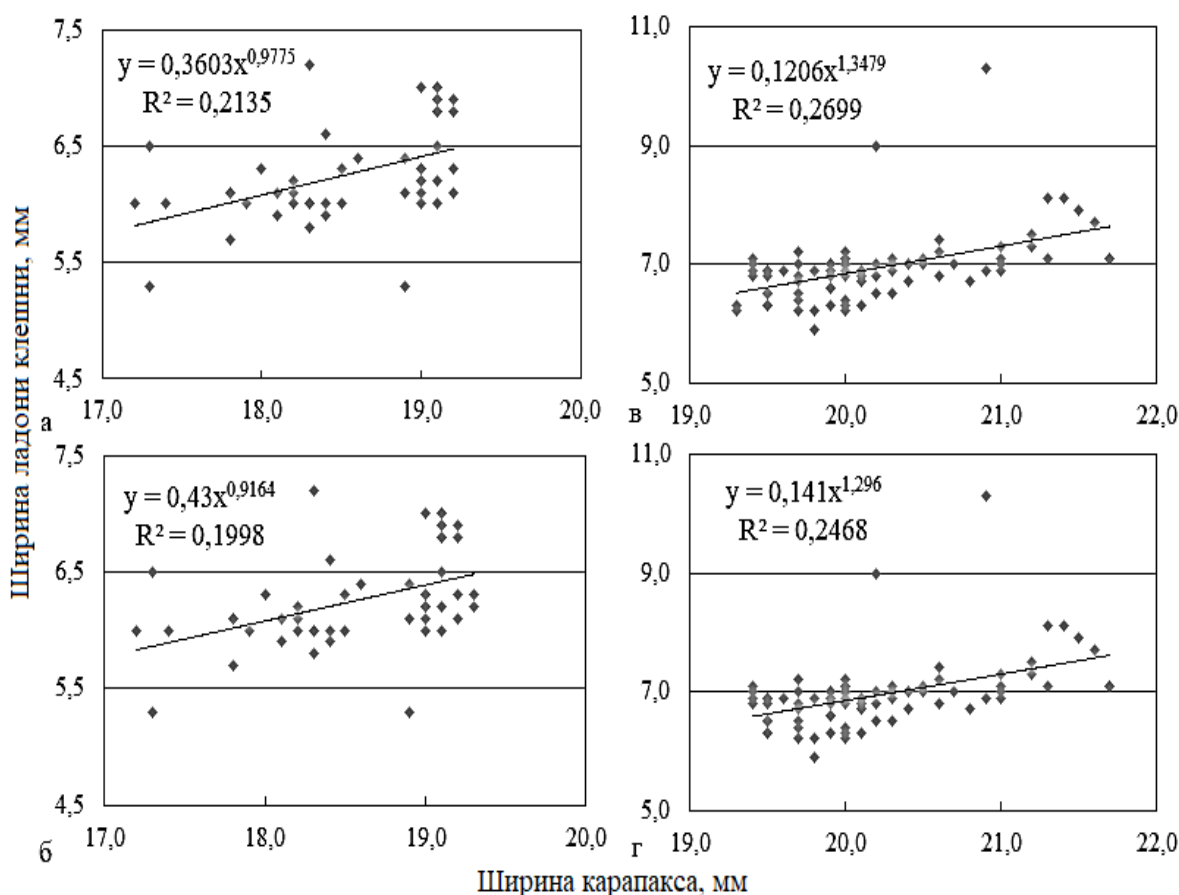 Ширина ладони клешни, мм
7,5
6,5
5,5
4,5
y = 0,3603x^0,9775
R² = 0,2135
17,0 18,0 19,0 20,0
а
11,0
9,0
7,0
5,0
y = 0,1206x^1,3479
R² = 0,2699
19,0 20,0 21,0 22,0
в
7,5
6,5
5,5
4,5
y = 0,43x^0,9164
R² = 0,1998
17,0 18,0 19,0 20,0
б
11,0
9,0
7,0
5,0
y = 0,141x^1,296
R² = 0,2468
19,0 20,0 21,0 22,0
г
Ширина карапакса, мм